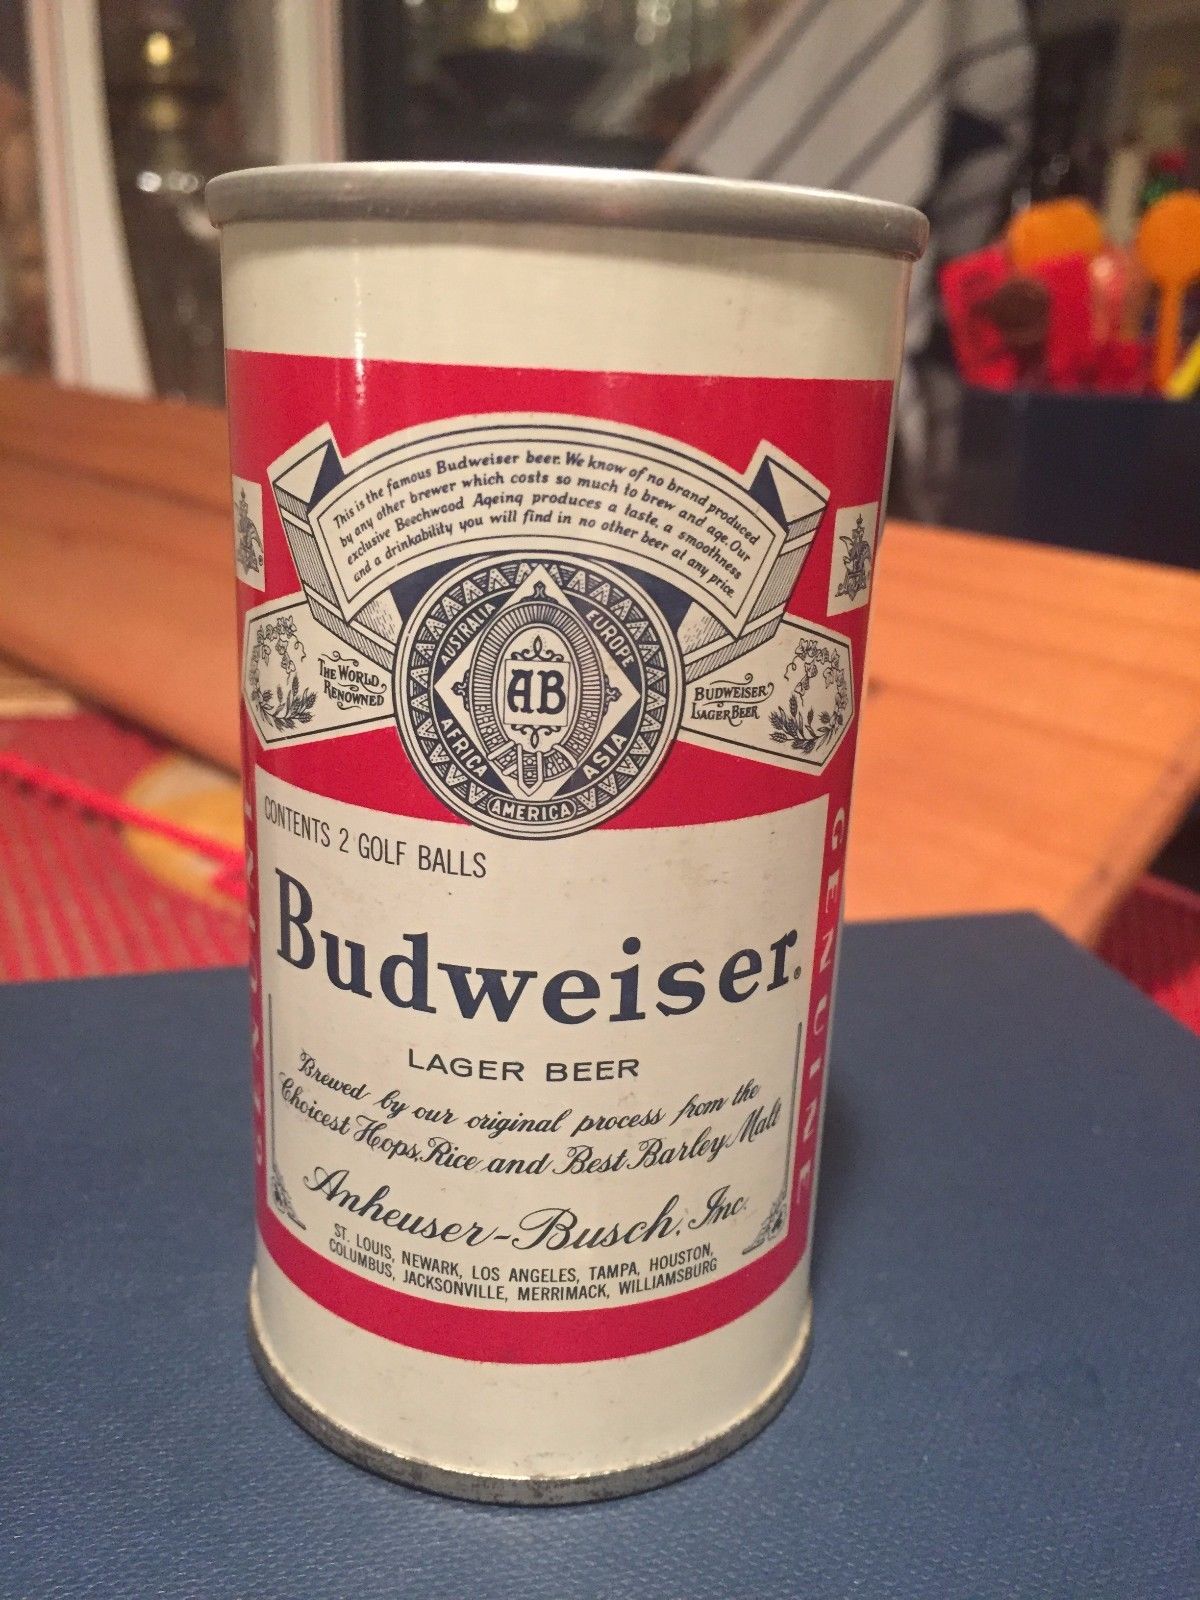 This is the famous Budweiser beer. We know of no brand produced
by any other brewer which costs so much to brew and age. Our
exclusive Beechwood Ageing produces a taste, a smoothness
and a drinkability you will find in no other beer at any price.
THE WORLD
RENOWNED
BUDWEISER
LAGER BEER
AUSTRALIA
EUROPE
AB
AFRICA
ASIA
AMERICA
CONTENTS 2 GOLF BALLS
Budweiser®
LAGER BEER
Brewed by our original process from the
Choicest Hops, Rice and Best Barley Malt
Anheuser-Busch, Inc.
ST. LOUIS, NEWARK, LOS ANGELES, TAMPA, HOUSTON,
COLUMBUS, JACKSONVILLE, MERRIMACK, WILLIAMSBURG
GENUINE